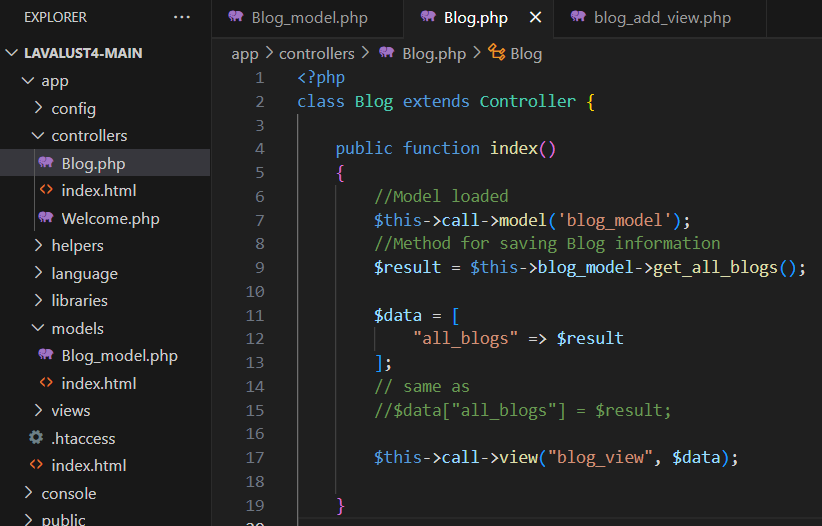 EXPLORER
LAVALUST4-MAIN
app
config
controllers
Blog.php
index.html
Welcome.php
helpers
language
libraries
models
Blog_model.php
index.html
views
.htaccess
index.html
console
public
Blog_model.php Blog.php blog_add_view.php
app > controllers > Blog.php > Blog
1 <?php
2 class Blog extends Controller {
3
4 public function index()
5 {
6 //Model loaded
7 $this->call->model('blog_model');
8 //Method for saving Blog information
9 $result = $this->blog_model->get_all_blogs();
10
11 $data = [
12 "all_blogs" => $result
13 ];
14 // same as
15 //$data["all_blogs"] = $result;
16
17 $this->call->view("blog_view", $data);
18
19 }
20